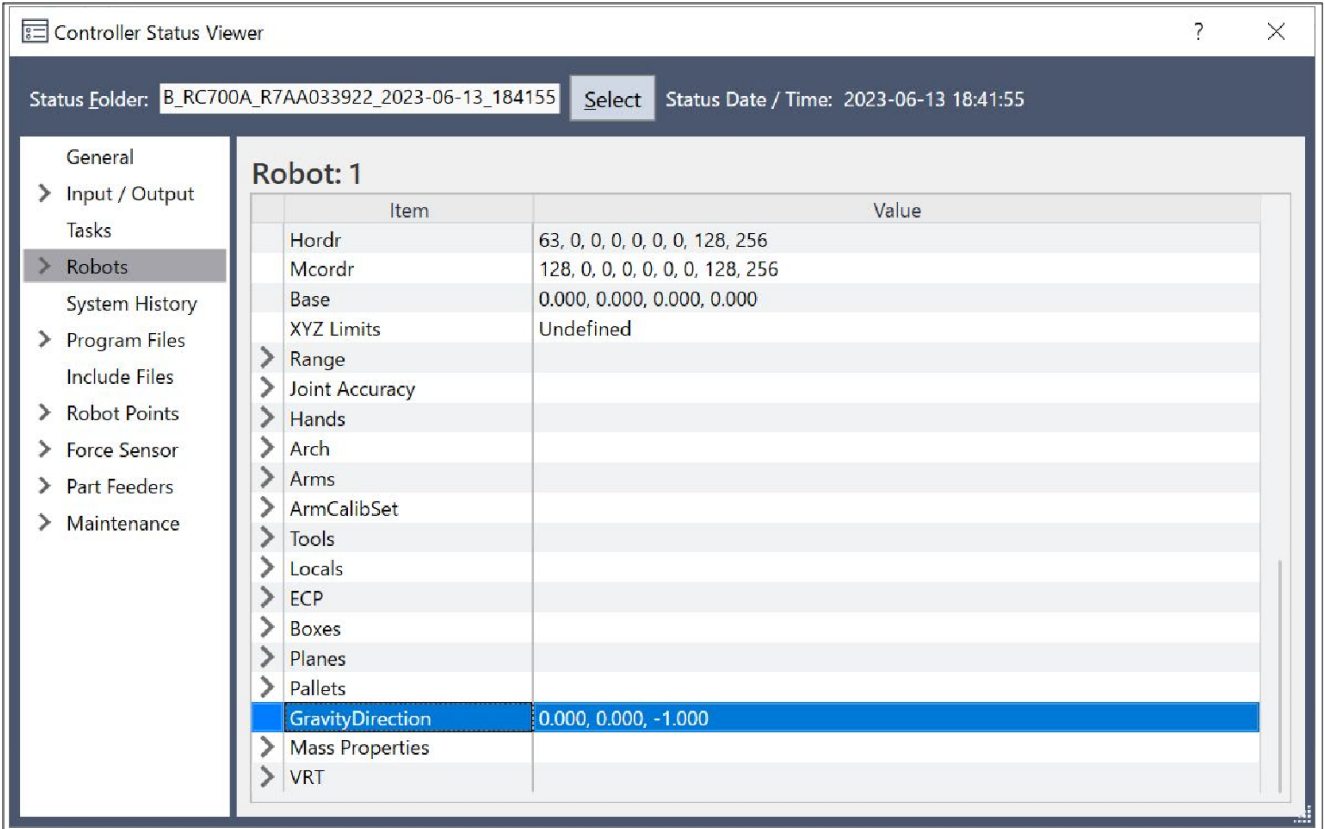 Controller Status Viewer
?
Status Folder: B_RC700A_R7AA033922_2023-06-13_184155 Select Status Date / Time: 2023-06-13 18:41:55
General
Input / Output
Tasks
Robots
System History
Program Files
Include Files
Robot Points
Force Sensor
Part Feeders
Maintenance
Robot: 1
Item Value
Hordr 63, 0, 0, 0, 0, 0, 0, 128, 256
Mcordr 128, 0, 0, 0, 0, 0, 0, 128, 256
Base 0.000, 0.000, 0.000, 0.000
XYZ Limits Undefined
Range
Joint Accuracy
Hands
Arch
Arms
ArmCalibSet
Tools
Locals
ECP
Boxes
Planes
Pallets
GravityDirection 0.000, 0.000, -1.000
Mass Properties
VRT